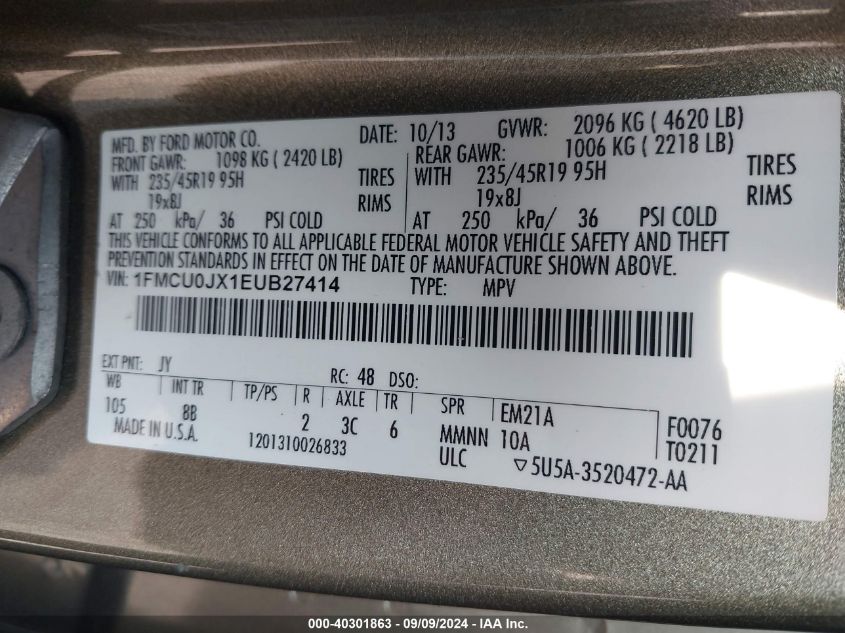 MFD. BY FORD MOTOR CO. DATE: 10/13 GVWR: 2096 KG ( 4620 LB)
FRONT GAWR: 1098 KG ( 2420 LB) REAR GAWR: 1006 KG ( 2218 LB)
WITH 235/45R19 95H TIRES WITH 235/45R19 95H TIRES
19x8J RIMS 19x8J RIMS
AT 250 kPa/ 36 PSI COLD AT 250 kPa/ 36 PSI COLD
THIS VEHICLE CONFORMS TO ALL APPLICABLE FEDERAL MOTOR VEHICLE SAFETY AND THEFT
PREVENTION STANDARDS IN EFFECT ON THE DATE OF MANUFACTURE SHOWN ABOVE.
VIN: 1FMCU0JX1EUB27414 TYPE: MPV
EXT PNT: JY RC: 48 DSO:
WB INT TR TP/PS R AXLE TR SPR EM21A F0076
105 8B 2 3C 6 MMNN 10A T0211
MADE IN U.S.A. 1201310026833 ULC ▽5U5A-3520472-AA
000-40301863 - 09/09/2024 - IAA Inc.